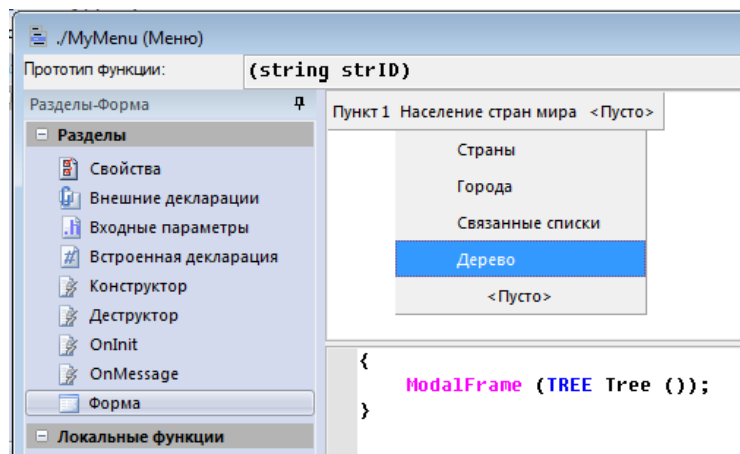 ./MyMenu (Меню)
Прототип функции: (string strID)
Разделы-Форма
Разделы
Свойства
Внешние декларации
Входные параметры
Встроенная декларация
Конструктор
Деструктор
OnInit
OnMessage
Форма
Локальные функции
Пункт 1 Население стран мира <Пусто>
Страны
Города
Связанные списки
Дерево
<Пусто>
{
ModalFrame (TREE Tree ());
}